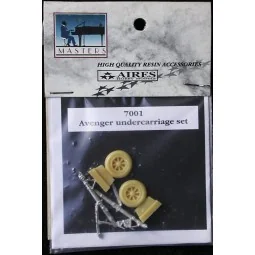 MASTERS
HIGH QUALITY RESIN ACCESSORIES
AIRES
7001
Avenger undercarriage set